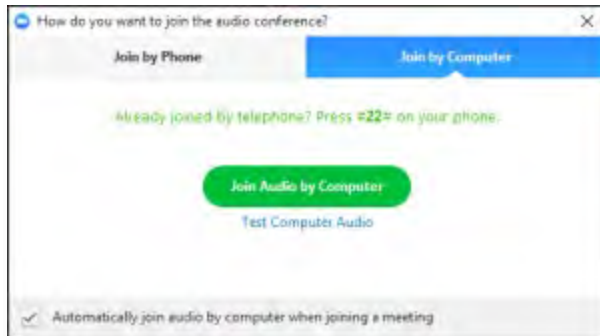 How do you want to join the audio conference?
Join by Phone
Join by Computer
Already joined by telephone? Press #22# on your phone.
Join Audio by Computer
Test Computer Audio
Automatically join audio by computer when joining a meeting